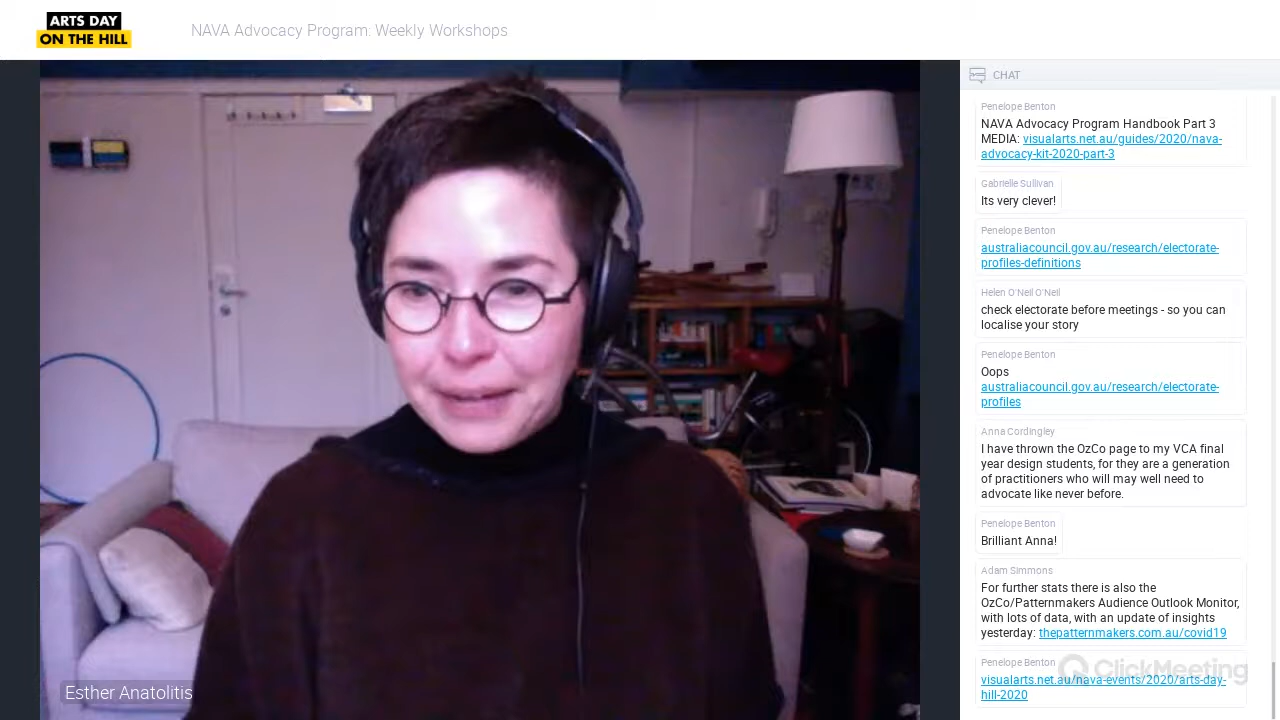 ARTS DAY
ON THE HILL
NAVA Advocacy Program: Weekly Workshops
CHAT
Penelope Benton
NAVA Advocacy Program Handbook Part 3
MEDIA: visualarts.net.au/guides/2020/nava-
advocacy-kit-2020-part-3
Gabrielle Sullivan
Its very clever!
Penelope Benton
australiacouncil.gov.au/research/electorate-
profiles-definitions
Helen O'Neil O'Neil
check electorate before meetings - so you can
localise your story
Penelope Benton
Oops
australiacouncil.gov.au/research/electorate-
profiles
Anna Cordingley
I have thrown the OzCo page to my VCA final
year design students, for they are a generation
of practitioners who will may well need to
advocate like never before.
Penelope Benton
Brilliant Anna!
Adam Simmons
For further stats there is also the
OzCo/Patternmakers Audience Outlook Monitor,
with lots of data, with an update of insights
yesterday: thepatternmakers.com.au/covid19
Penelope Benton
visualarts.net.au/nava-events/2020/arts-day-
hill-2020
ClickMeeting
Esther Anatolitis